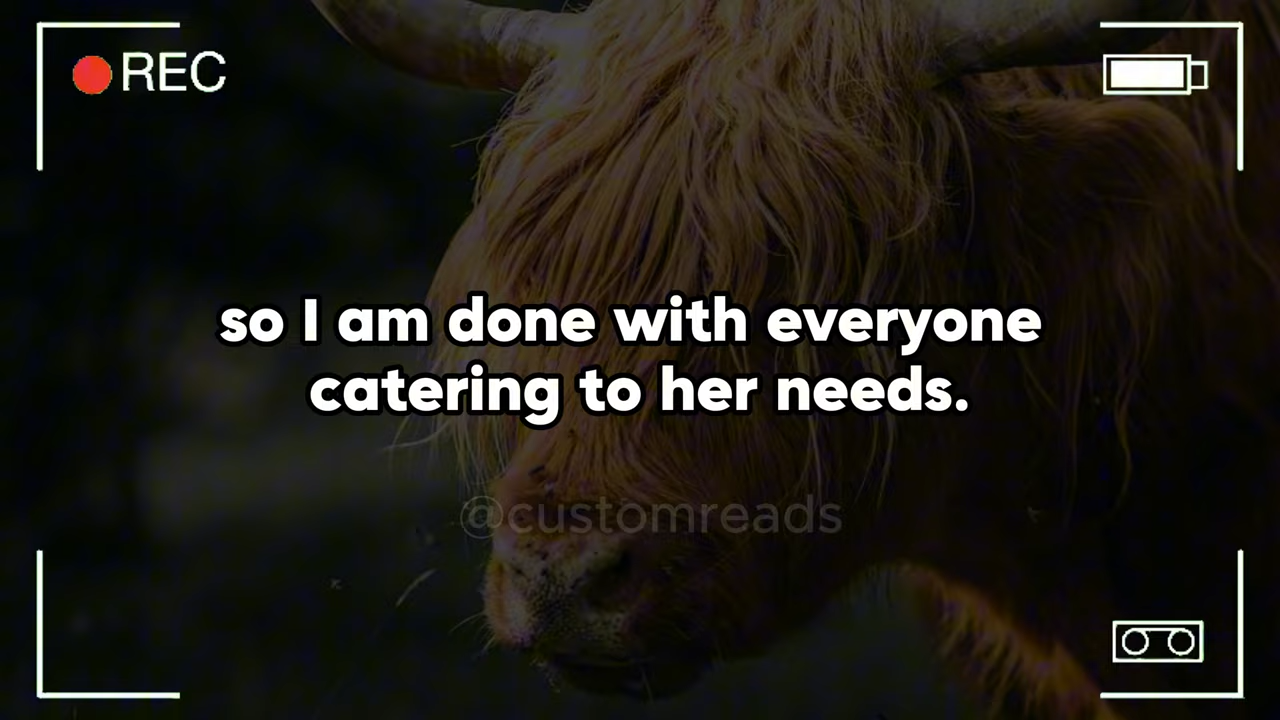 REC
so I am done with everyone
catering to her needs.
@customreads